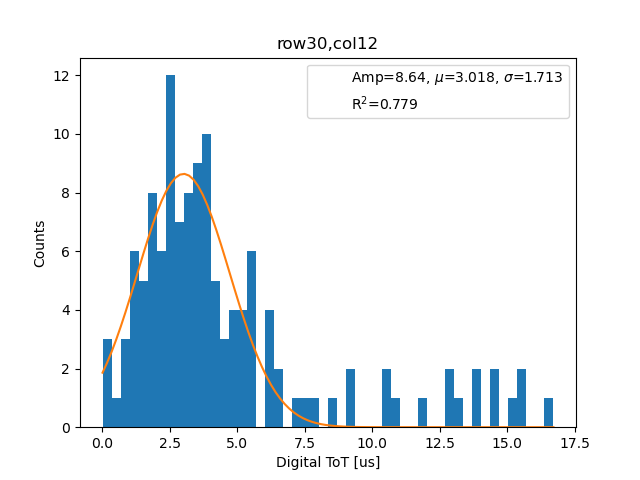 row30,col12
Amp=8.64, μ=3.018, σ=1.713
R²=0.779
Counts
12
10
8
6
4
2
0
0.0 2.5 5.0 7.5 10.0 12.5 15.0 17.5
Digital ToT [us]